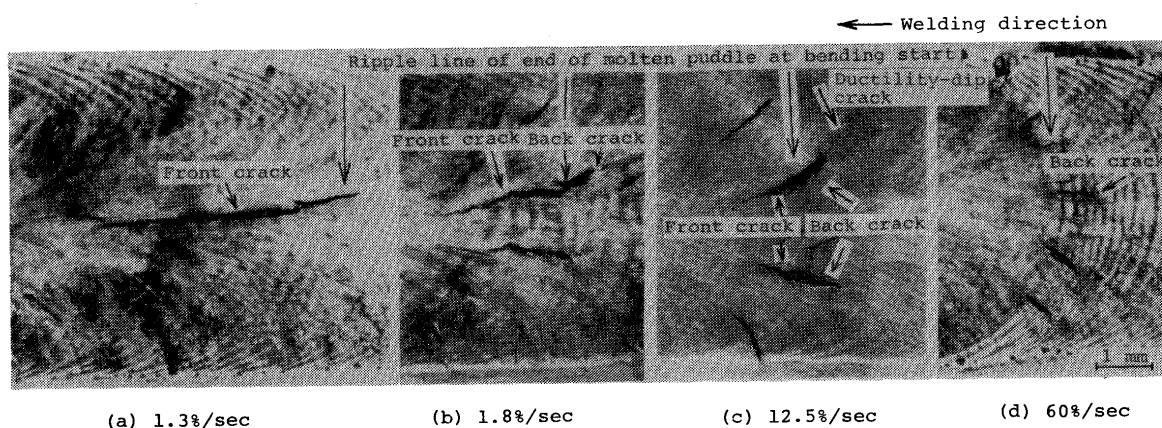 Welding direction
Ripple line of end of molten puddle at bending start
Ductility-dip
crack
Front crack
Front crack
Back crack
Back crack
Front crack
Back crack
1 mm
(a) 1.3%/sec
(b) 1.8%/sec
(c) 12.5%/sec
(d) 60%/sec